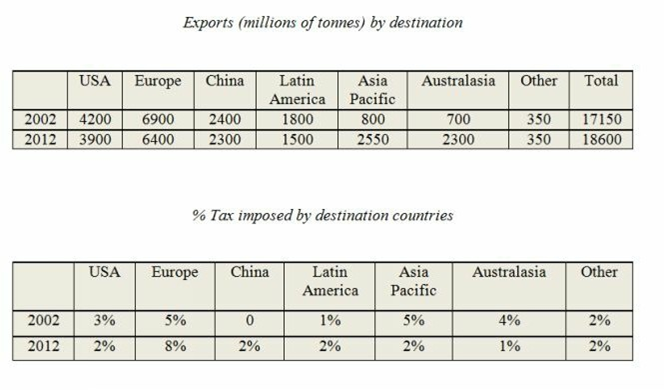 Exports (millions of tonnes) by destination
USA Europe China Latin America Asia Pacific Australasia Other Total
2002 4200 6900 2400 1800 800 700 350 17150
2012 3900 6400 2300 1500 2550 2300 350 18600
% Tax imposed by destination countries
USA Europe China Latin America Asia Pacific Australasia Other
2002 3% 5% 0 1% 5% 4% 2%
2012 2% 8% 2% 2% 2% 1% 2%